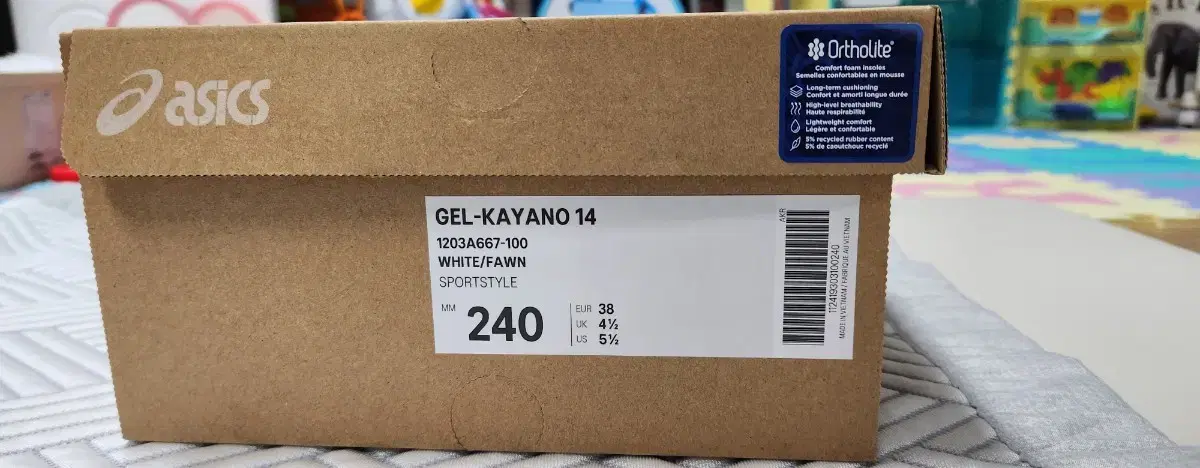 asics
Ortholite®
Comfort foam insoles
Semelles confortables en mousse
Long-term cushioning
Confort et amorti longue durée
High-level breathability
Haute respirabilité
Lightweight comfort
Légère et confortable
5% recycled rubber content
5% de caoutchouc recyclé
GEL-KAYANO 14
1203A667-100
WHITE/FAWN
SPORTSTYLE
MM 240
EUR 38
UK 4½
US 5½
AKR
1124193031000240
MADE IN VIETNAM / FABRIQUE AU VIETNAM